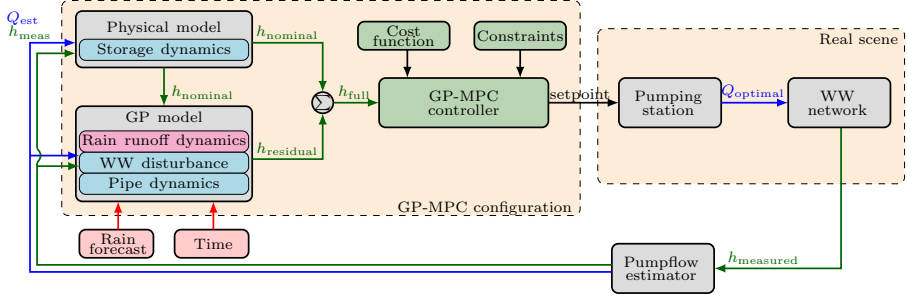 Q_est
h_meas
Physical model
Storage dynamics
h_nominal
h_nominal
GP model
Rain runoff dynamics
WW disturbance
Pipe dynamics
h_residual
Σ
h_full
Cost
function
Constraints
GP-MPC
controller
setpoint
GP-MPC configuration
Rain
forecast
Time
Real scene
Pumping
station
Q_optimal
WW
network
Pumpflow
estimator
h_measured